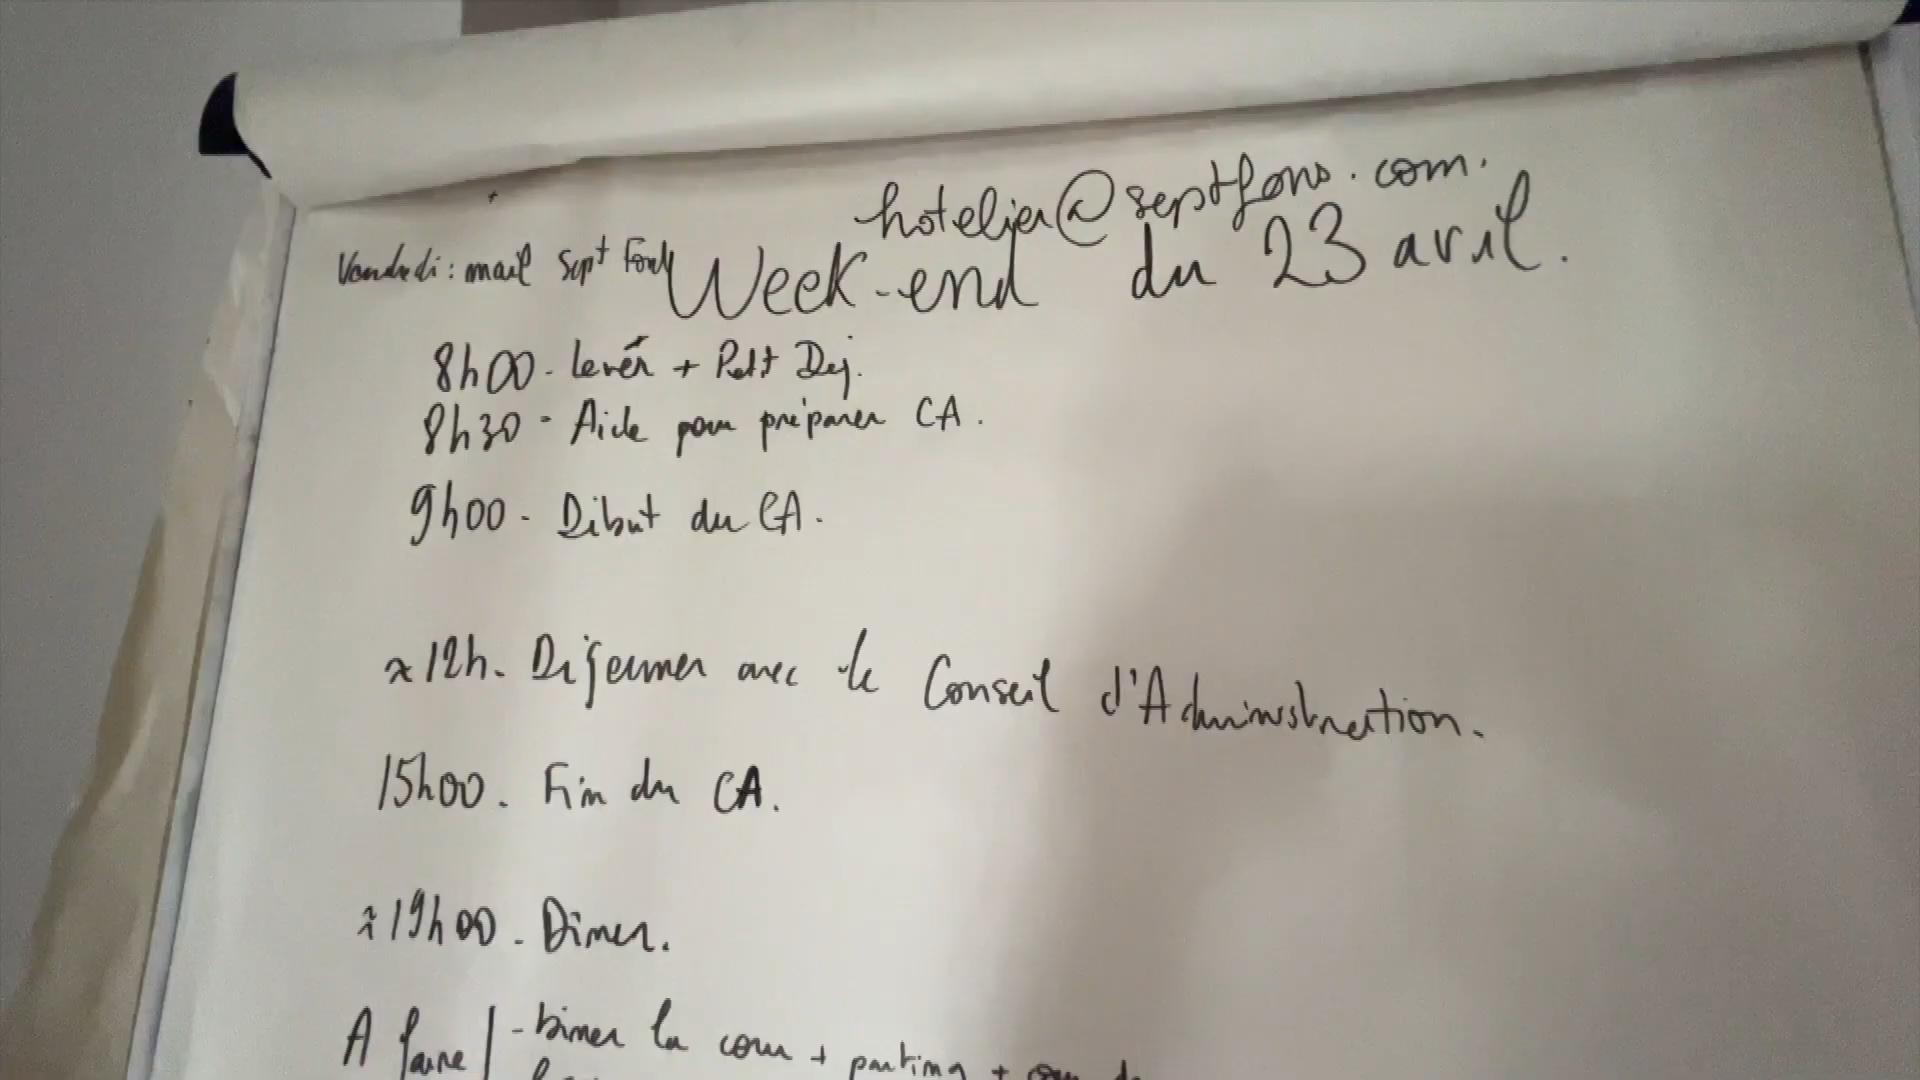 hotelier@septfons.com.
Vendredi : mail Sept Fons
Week-end du 23 avril.
8h00 - levér + Petit Dej.
8h30 - Aide pour préparer CA.
9h00 - Début du CA.
≈ 12h - Déjeuner avec le Conseil d'Administration.
15h00 - Fin du CA.
≈ 19h00 - Dîner.
A faire | - biner la cour + parking +